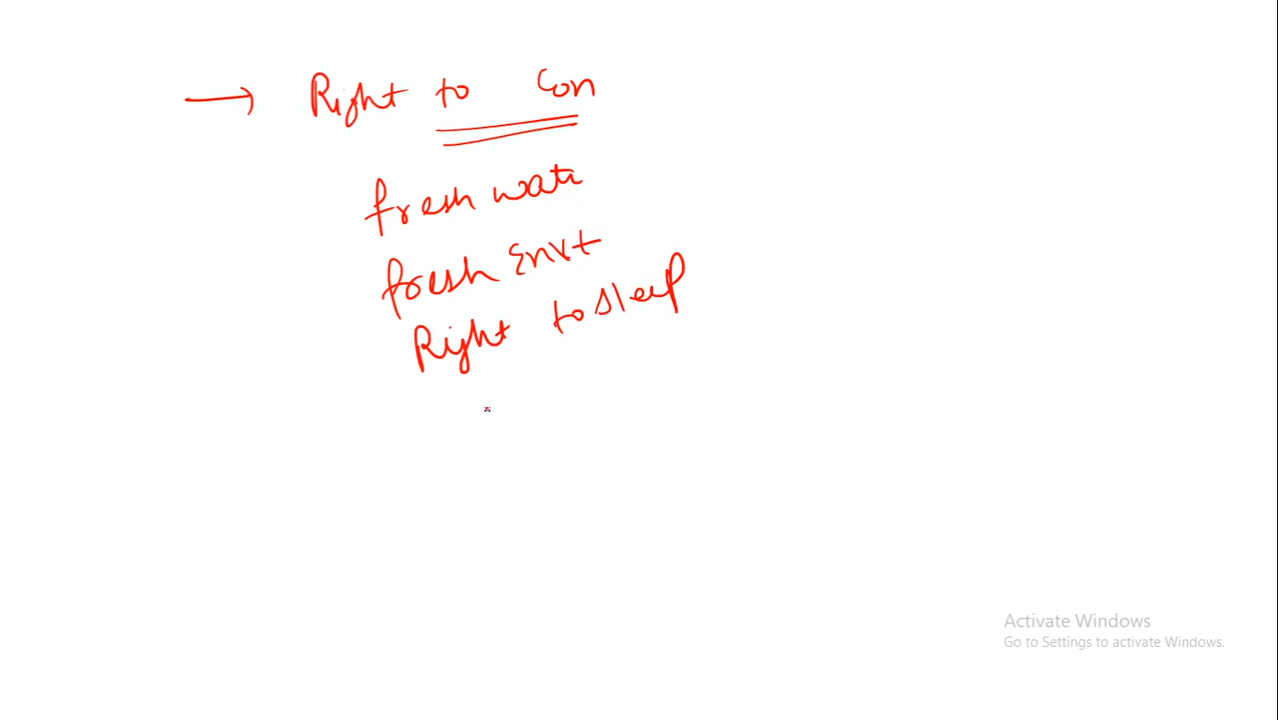 → Right to Con
fresh wate
fresh Envt
Right to sleep
Activate Windows
Go to Settings to activate Windows.